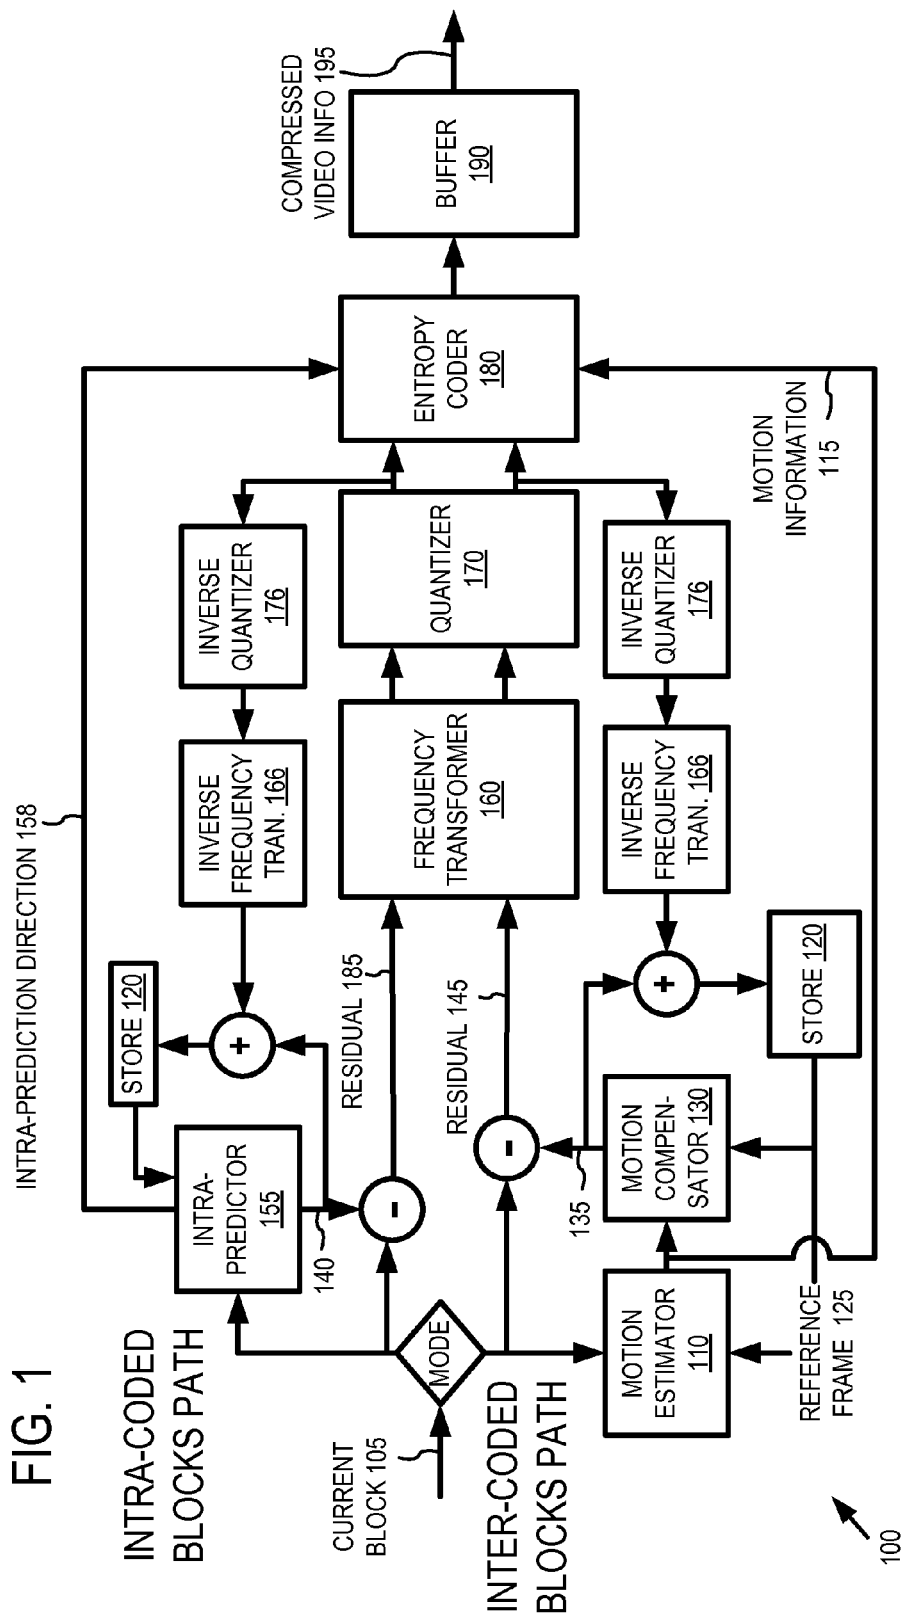 FIG. 1
INTRA-CODED
BLOCKS PATH
INTRA-PREDICTION DIRECTION 158
STORE 120
INTRA-
PREDICTOR
155
140
+
INVERSE
FREQUENCY
TRAN. 166
INVERSE
QUANTIZER
176
CURRENT
BLOCK 105
MODE
-
RESIDUAL 185
FREQUENCY
TRANSFORMER
160
QUANTIZER
170
ENTROPY
CODER
180
BUFFER
190
COMPRESSED
VIDEO INFO 195
INTER-CODED
BLOCKS PATH
-
RESIDUAL 145
135
MOTION
ESTIMATOR
110
MOTION
COMPEN-
SATOR 130
+
INVERSE
FREQUENCY
TRAN. 166
INVERSE
QUANTIZER
176
STORE 120
REFERENCE
FRAME 125
MOTION
INFORMATION
115
100